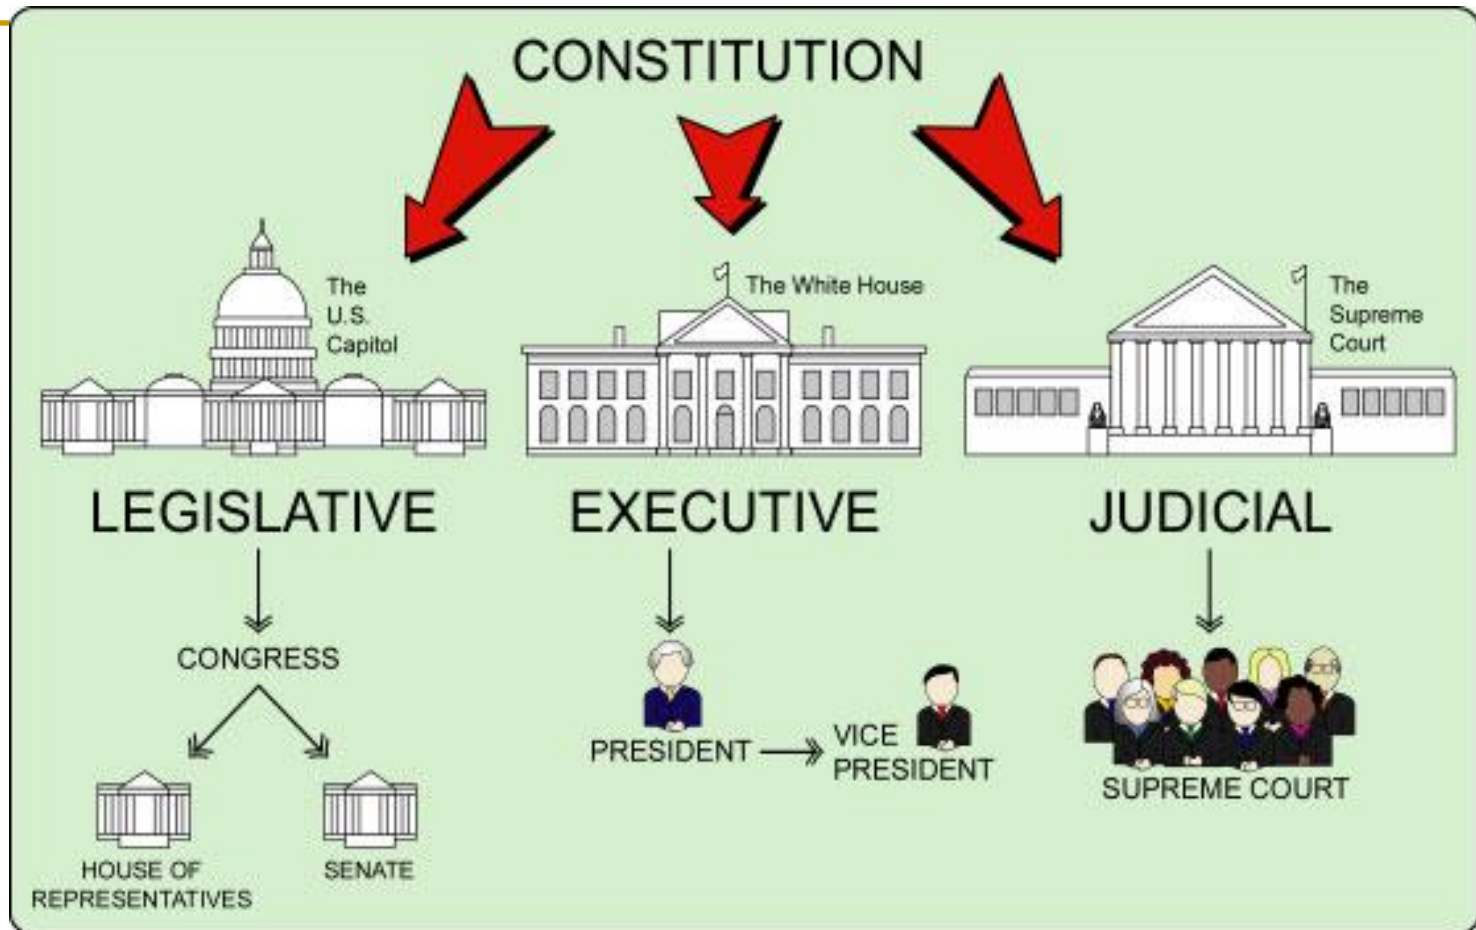 CONSTITUTION
The
U.S.
Capitol
The White House
The
Supreme
Court
LEGISLATIVE
EXECUTIVE
JUDICIAL
CONGRESS
HOUSE OF
REPRESENTATIVES
SENATE
PRESIDENT
VICE
PRESIDENT
SUPREME COURT